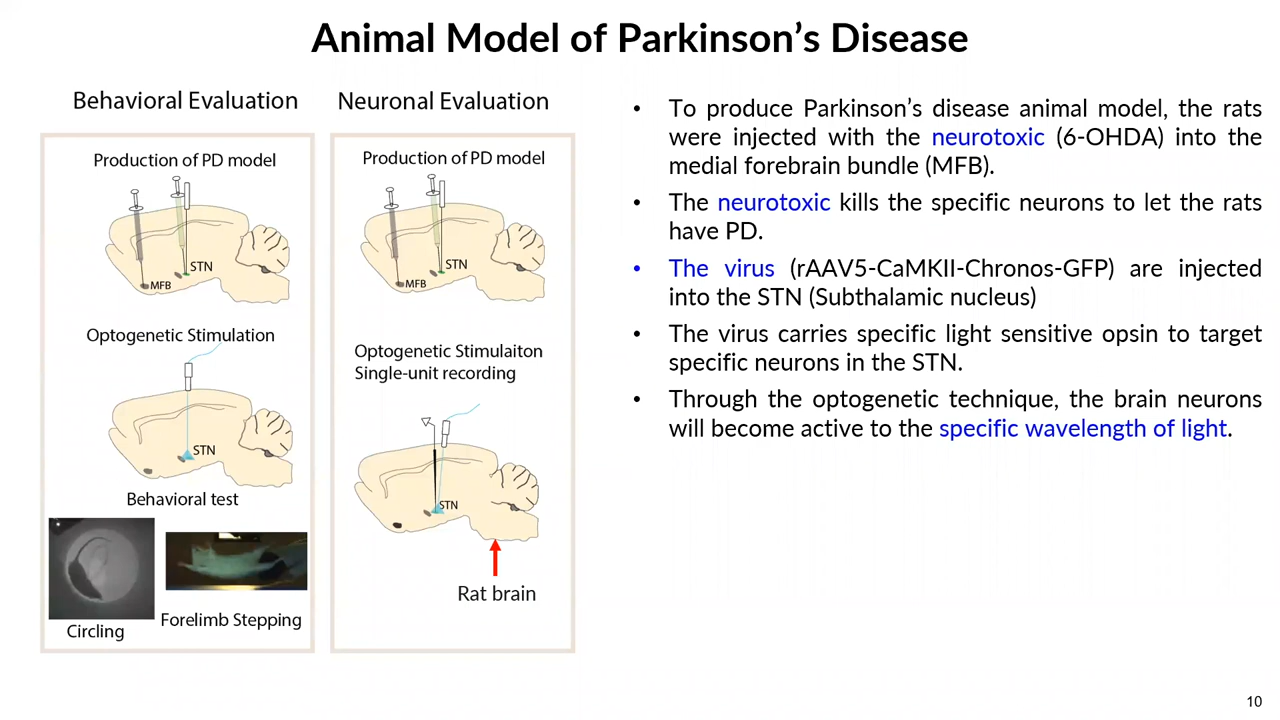 Animal Model of Parkinson’s Disease
Behavioral Evaluation
Production of PD model
STN
MFB
Optogenetic Stimulation
STN
Behavioral test
Circling
Forelimb Stepping
Neuronal Evaluation
Production of PD model
STN
MFB
Optogenetic Stimulaiton
Single-unit recording
STN
Rat brain
• To produce Parkinson’s disease animal model, the rats
were injected with the neurotoxic (6-OHDA) into the
medial forebrain bundle (MFB).
• The neurotoxic kills the specific neurons to let the rats
have PD.
• The virus (rAAV5-CaMKII-Chronos-GFP) are injected
into the STN (Subthalamic nucleus)
• The virus carries specific light sensitive opsin to target
specific neurons in the STN.
• Through the optogenetic technique, the brain neurons
will become active to the specific wavelength of light.
10